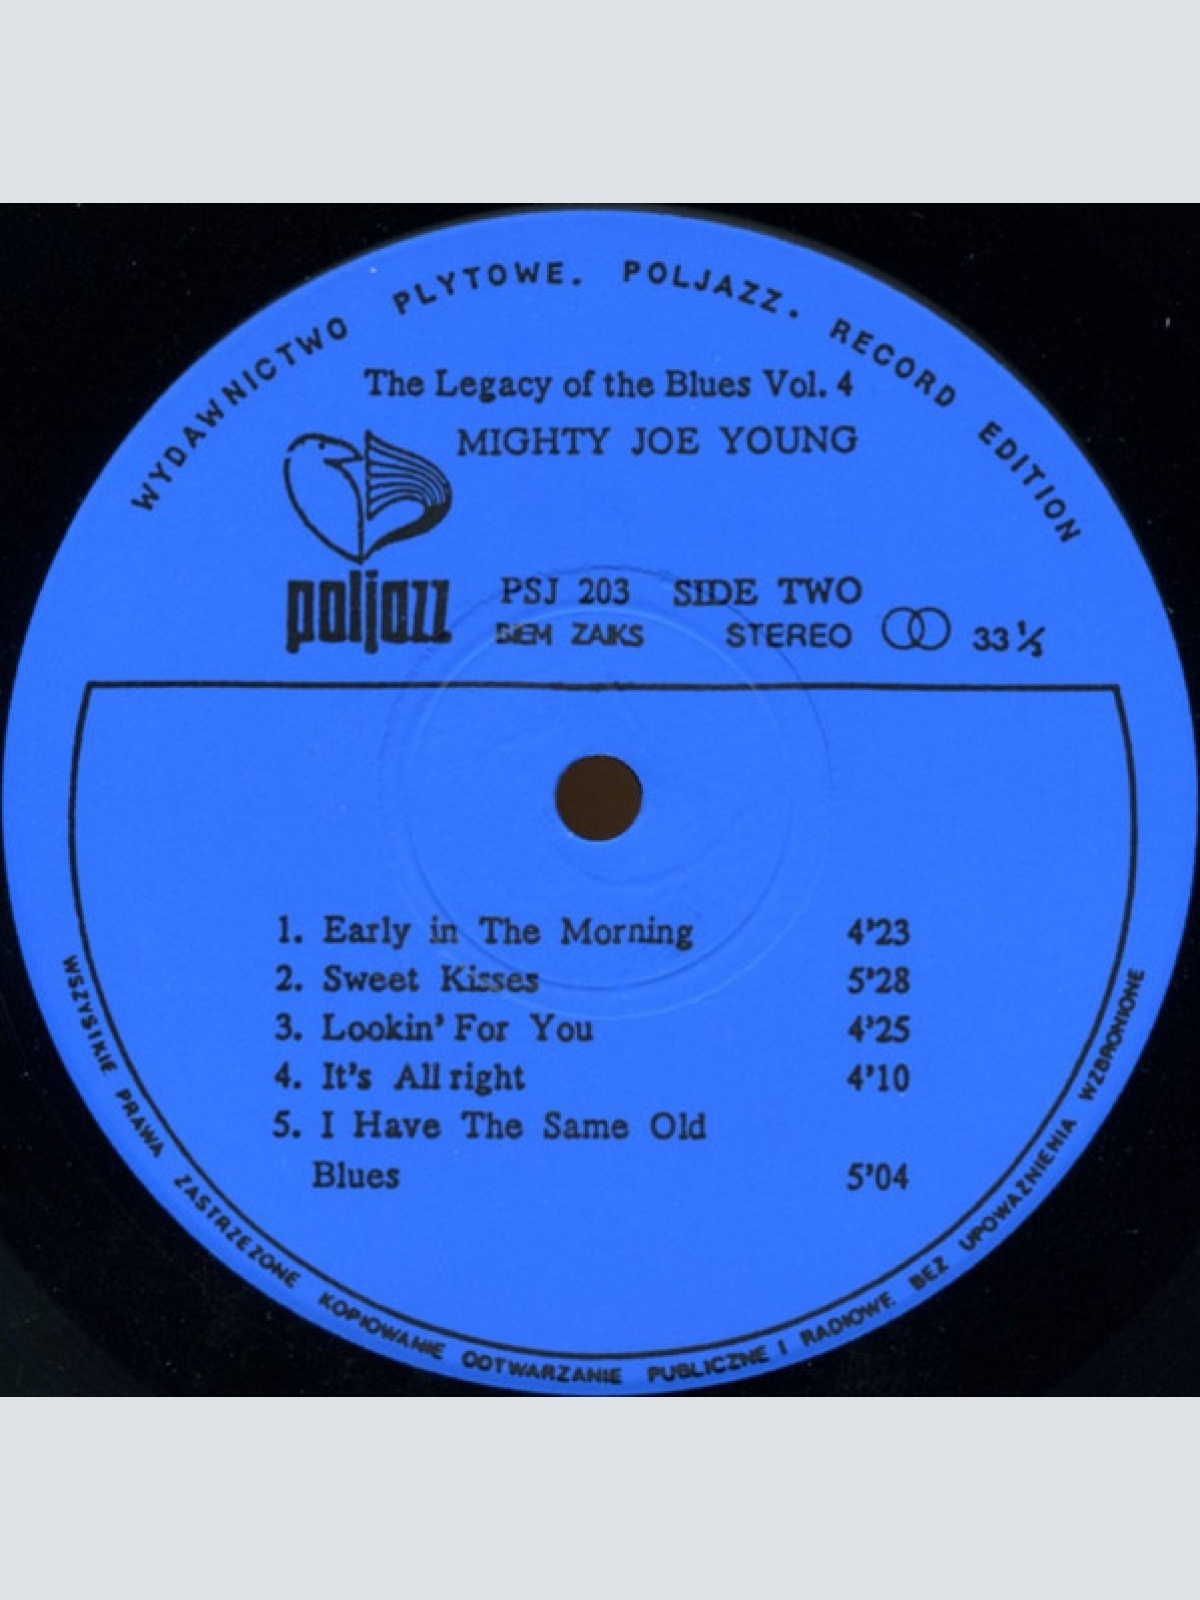 WYDAWNICTWO PLYTOWE. POLJAZZ. RECORD EDITION
The Legacy of the Blues Vol. 4
MIGHTY JOE YOUNG
poljazz
PSJ 203 SIDE TWO
BIEM ZAIKS STEREO 33 1/3
1. Early in The Morning 4'23
2. Sweet Kisses 5'28
3. Lookin' For You 4'25
4. It's All right 4'10
5. I Have The Same Old
Blues 5'04
WSZYSTKIE PRAWA ZASTRZEZONE KOPIOWANIE ODTWARZANIE PUBLICZNE I RADIOWE BEZ UPOWAZNIENIA WZBRONIONE